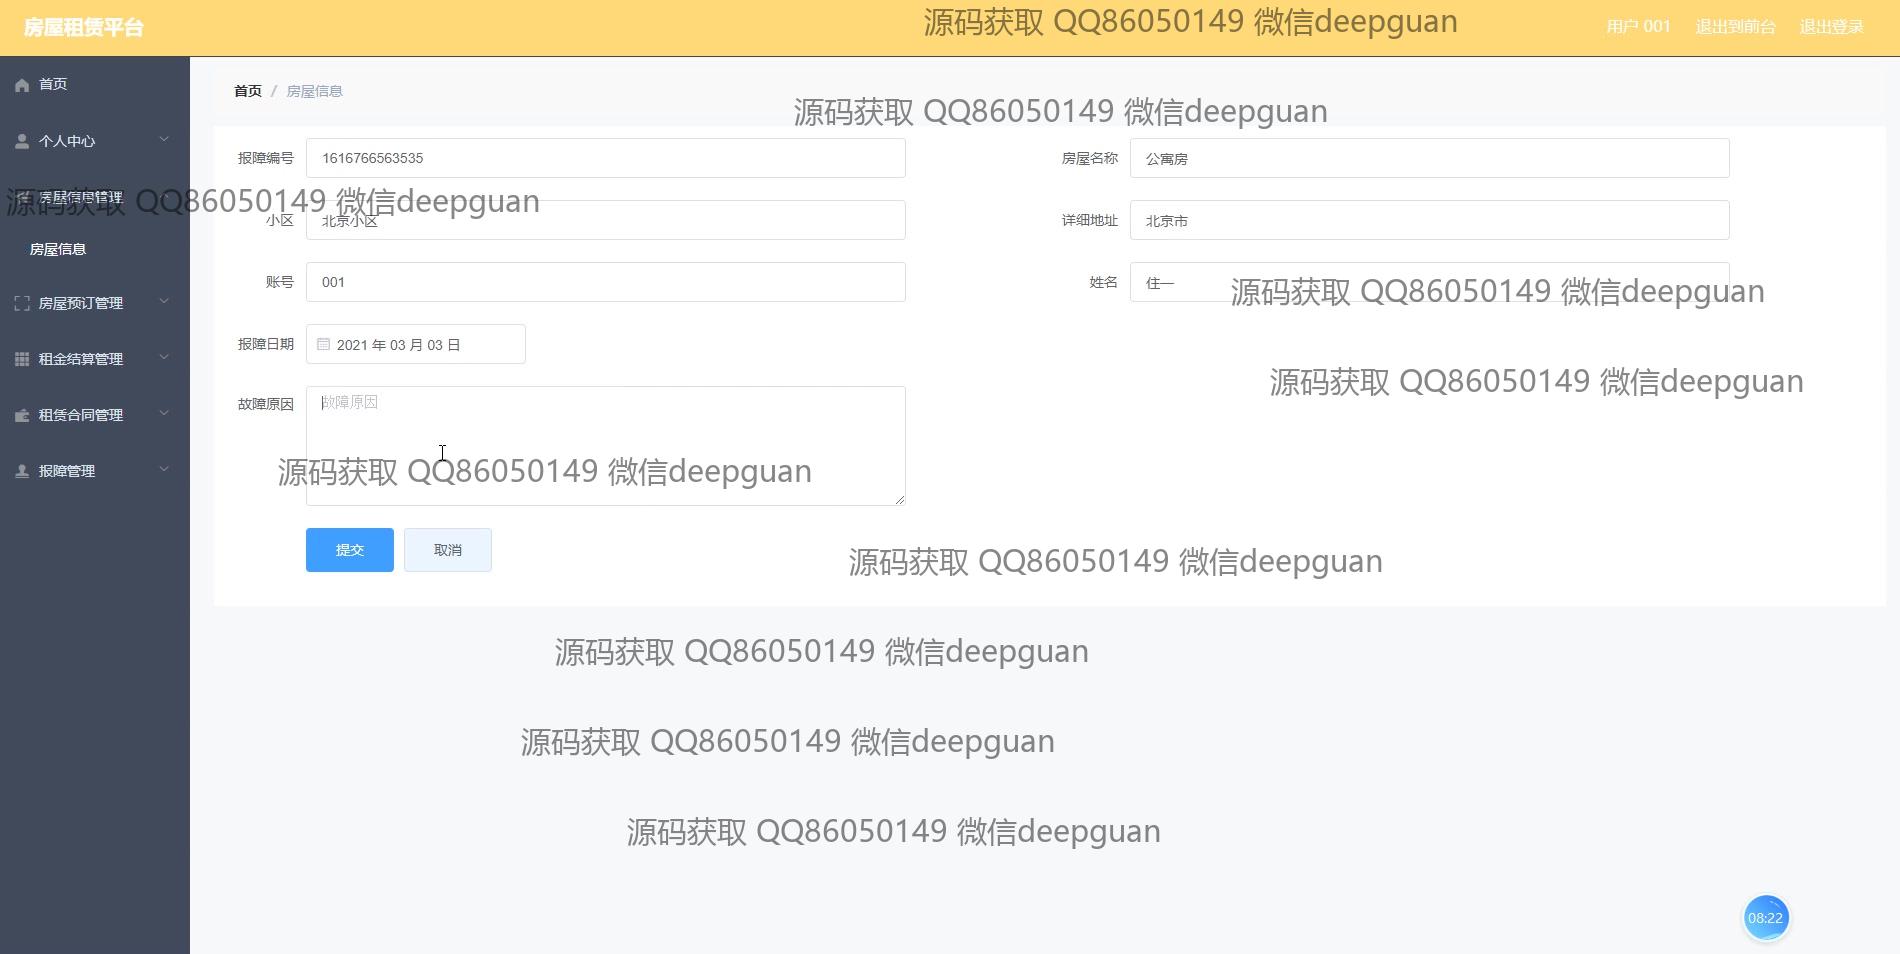 房屋租赁平台
源码获取 QQ86050149 微信deepguan
用户 001
退出到前台
退出登录
首页
首页 / 房屋信息
源码获取 QQ86050149 微信deepguan
个人中心
报障编号
1616766563535
房屋名称
公寓房
房屋信息管理
源码获取 QQ86050149 微信deepguan
小区
北京小区
详细地址
北京市
房屋信息
账号
001
姓名
住一
源码获取 QQ86050149 微信deepguan
房屋预订管理
报障日期
2021 年 03 月 03 日
租金结算管理
源码获取 QQ86050149 微信deepguan
故障原因
故障原因
租赁合同管理
报障管理
源码获取 QQ86050149 微信deepguan
提交
取消
源码获取 QQ86050149 微信deepguan
源码获取 QQ86050149 微信deepguan
源码获取 QQ86050149 微信deepguan
源码获取 QQ86050149 微信deepguan
08:22